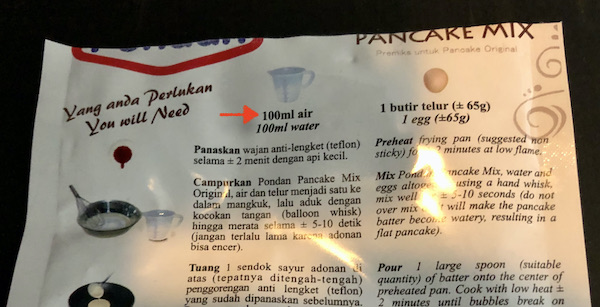 Pondan
PANCAKE MIX
Premiks untuk Pancake Original
Yang anda Perlukan
You will Need
100ml air
100ml water
1 butir telur (± 65g)
1 egg (±65g)
Panaskan wajan anti-lengket (teflon)
selama ± 2 menit dengan api kecil.
Campurkan Pondan Pancake Mix
Original, air dan telur menjadi satu ke
dalam mangkuk, lalu aduk dengan
kocokan tangan (balloon whisk)
hingga merata selama ± 5-10 detik
(jangan terlalu lama karena adonan
bisa encer).
Tuang 1 sendok sayur adonan di
atas (tepatnya ditengah-tengah)
penggorengan anti lengket (teflon)
yang sudah dipanaskan sebelumnya.
Preheat frying pan (suggested non
sticky) 2 minutes at low flame.
Mix Pancake Mix, water and
eggs using a hand whisk,
mix well 5-10 seconds (do not
over mix will make the pancake
batter become watery, resulting in a
flat pancake).
Pour 1 large spoon (suitable
quantity) of batter onto the center of
preheated pan. Cook with low heat ±
2 minutes until bubbles break on